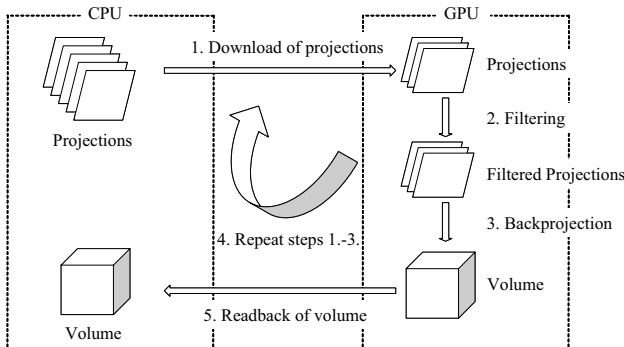 CPU
GPU
1. Download of projections
Projections
Projections
2. Filtering
Filtered Projections
3. Backprojection
4. Repeat steps 1.-3.
Volume
5. Readback of volume
Volume